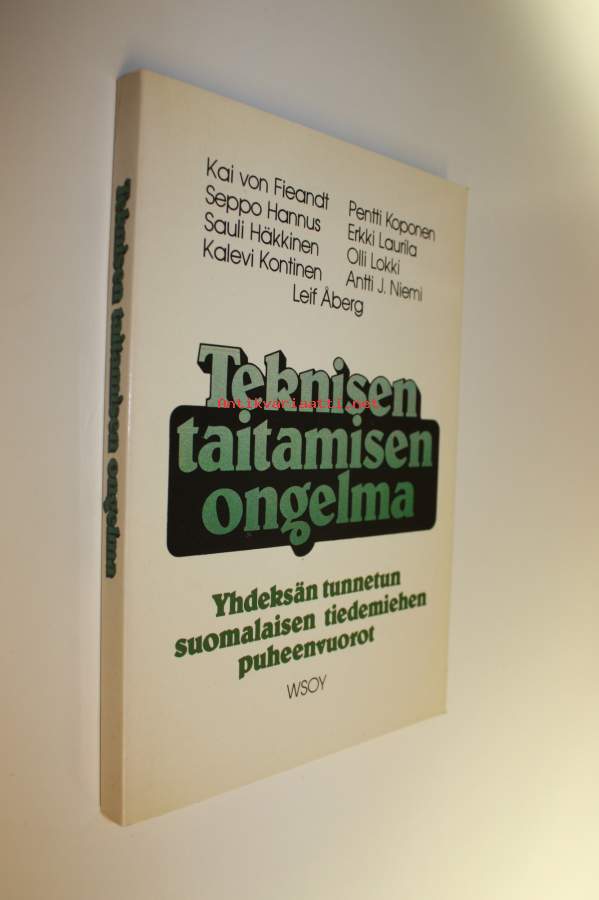 Kai von Fieandt
Seppo Hannus
Sauli Häkkinen
Kalevi Kontinen
Pentti Koponen
Erkki Laurila
Olli Lokki
Antti J. Niemi
Leif Åberg
Teknisen
taitamisen
ongelma
Yhdeksän tunnetun
suomalaisen tiedemiehen
puheenvuorot
WSOY
Teknisen taitamisen ongelma
Antikvariaatti.net